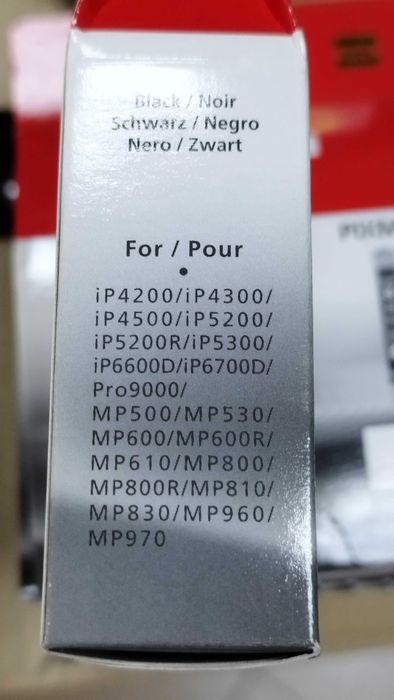 Black / Noir
Schwarz / Negro
Nero / Zwart
For / Pour
iP4200/iP4300/
iP4500/iP5200/
iP5200R/iP5300/
iP6600D/iP6700D/
Pro9000/
MP500/MP530/
MP600/MP600R/
MP610/MP800/
MP800R/MP810/
MP830/MP960/
MP970